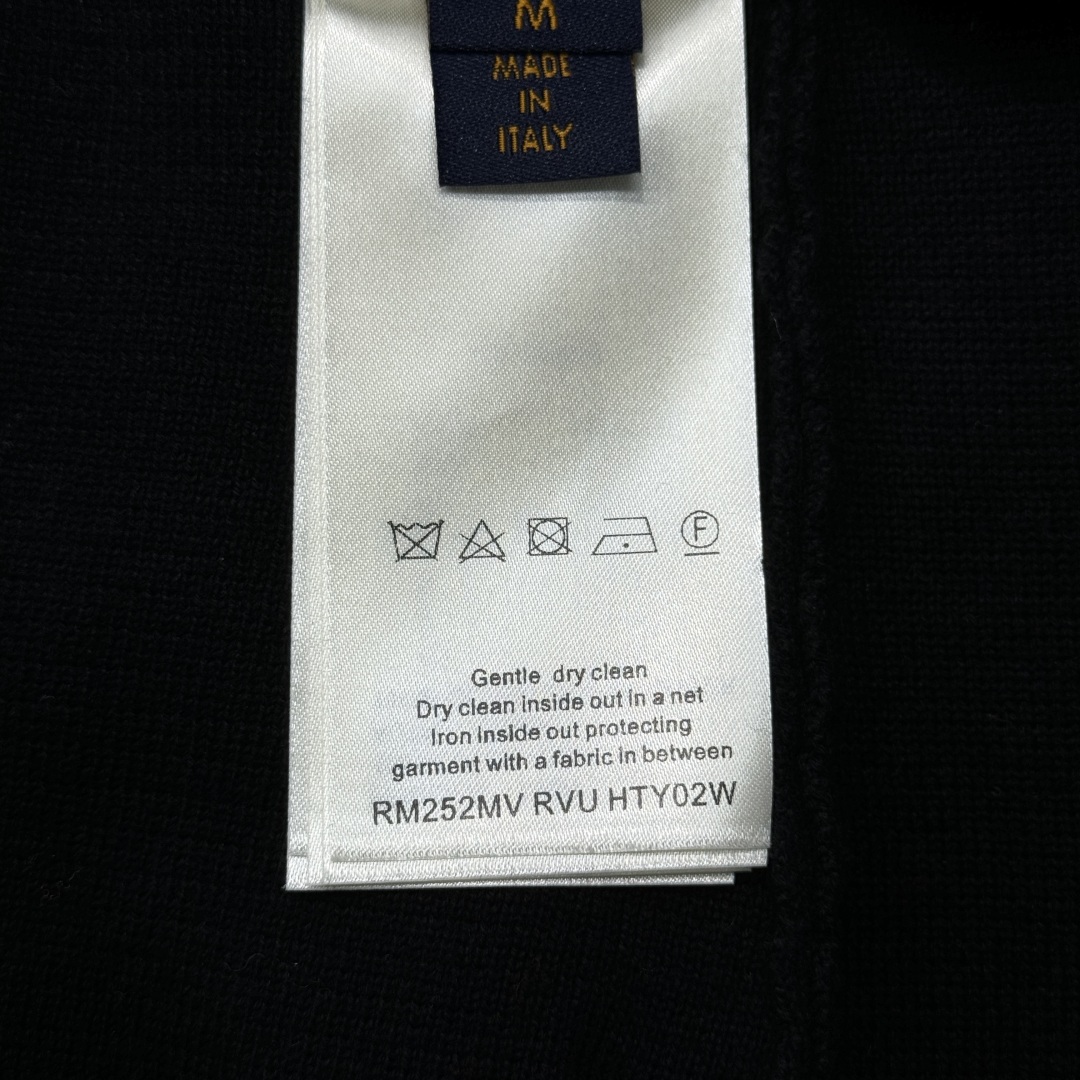 M
MADE
IN
ITALY
F
Gentle dry clean
Dry clean inside out in a net
Iron inside out protecting
garment with a fabric in between
RM252MV RVU HTY02W